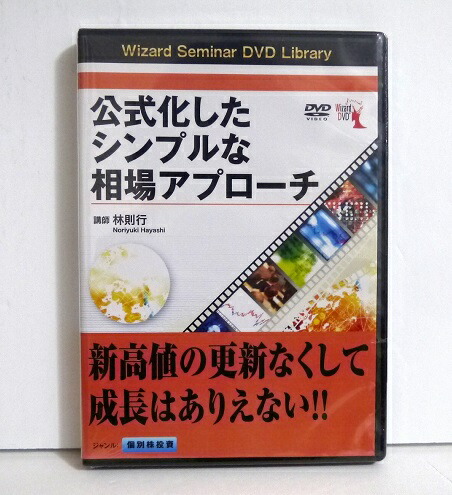 Wizard Seminar DVD Library
公式化した
シンプルな
相場アプローチ
DVD
VIDEO
Wizard
DVD
講師 林則行
Noriyuki Hayashi
新高値の更新なくして
成長はありえない!!
ジャンル: 個別株投資